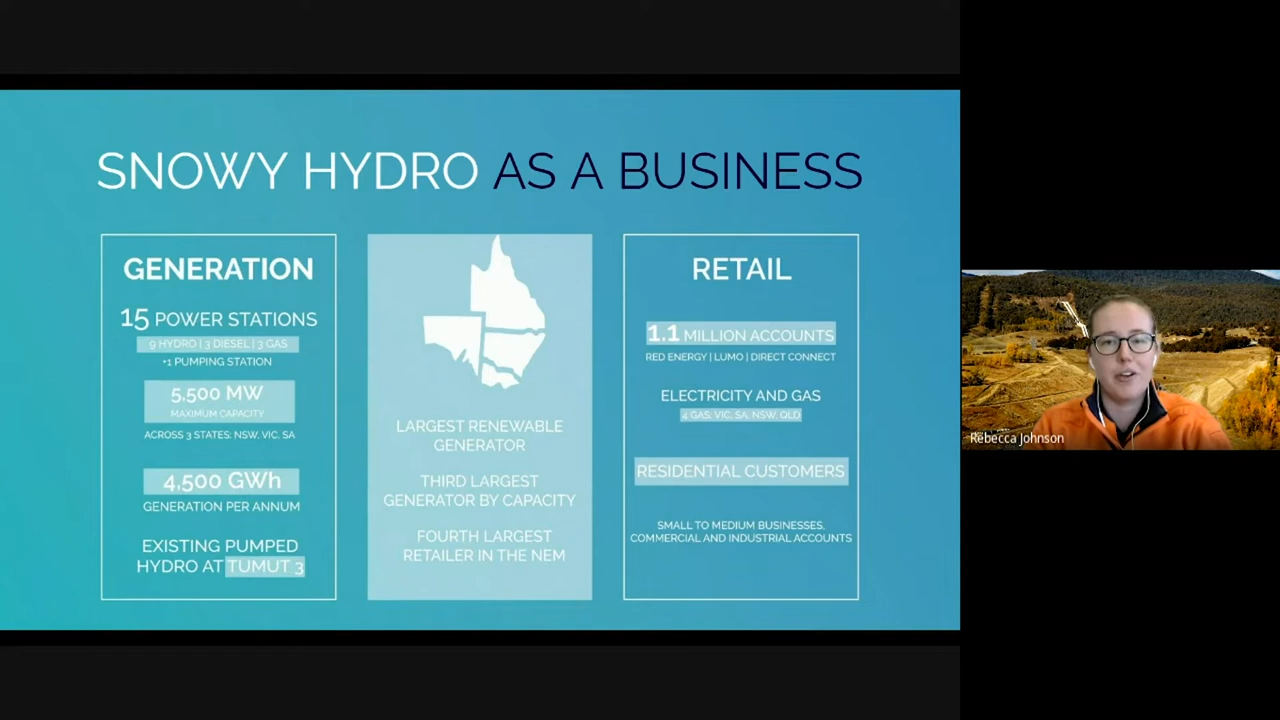 SNOWY HYDRO AS A BUSINESS
GENERATION
15 POWER STATIONS
9 HYDRO | 3 DIESEL | 3 GAS
+1 PUMPING STATION
5,500 MW
MAXIMUM CAPACITY
ACROSS 3 STATES: NSW, VIC, SA
4,500 GWh
GENERATION PER ANNUM
EXISTING PUMPED
HYDRO AT TUMUT 3
LARGEST RENEWABLE
GENERATOR
THIRD LARGEST
GENERATOR BY CAPACITY
FOURTH LARGEST
RETAILER IN THE NEM
RETAIL
1.1 MILLION ACCOUNTS
RED ENERGY | LUMO | DIRECT CONNECT
ELECTRICITY AND GAS
4 GAS: VIC, SA, NSW, QLD
RESIDENTIAL CUSTOMERS
SMALL TO MEDIUM BUSINESSES,
COMMERCIAL AND INDUSTRIAL ACCOUNTS
Rebecca Johnson